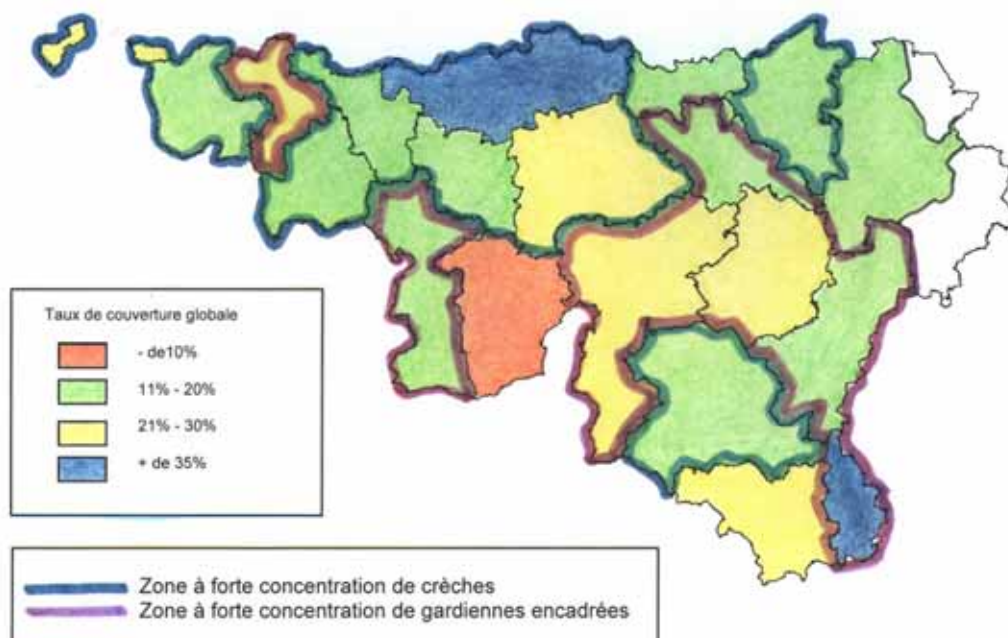 Taux de couverture globale
- de10%
11% - 20%
21% - 30%
+ de 35%
Zone à forte concentration de crèches
Zone à forte concentration de gardiennes encadrées